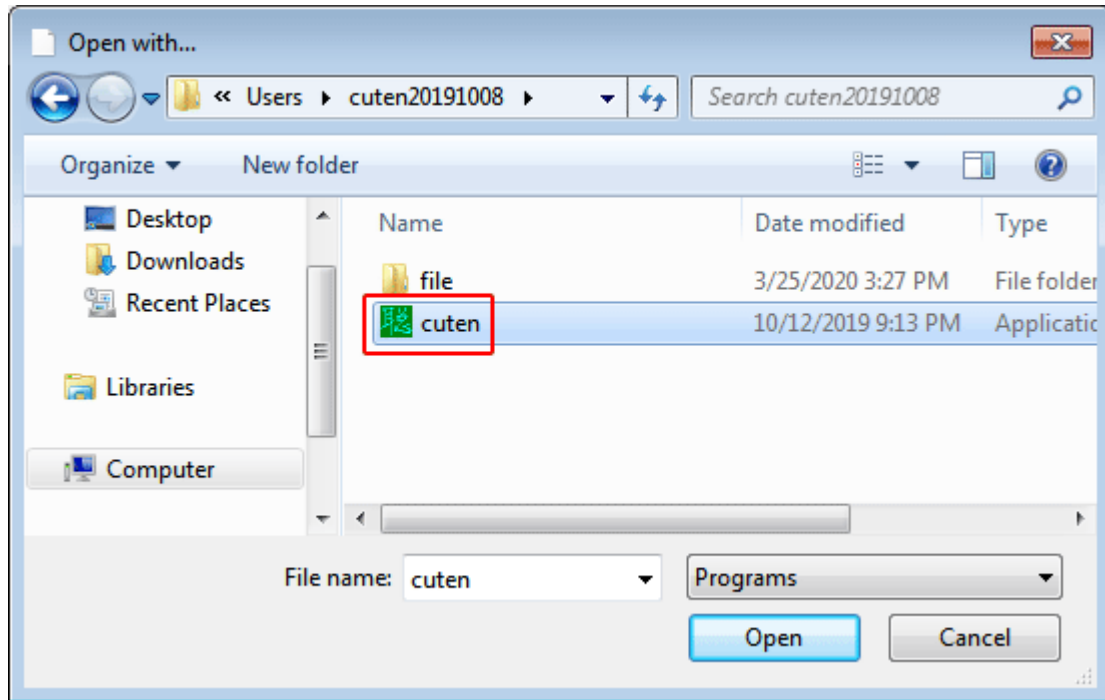 Open with...
« Users ▸ cuten20191008 ▸ Search cuten20191008
Organize New folder
Desktop
Downloads
Recent Places
Libraries
Computer
Name Date modified Type
file 3/25/2020 3:27 PM File folder
聡 cuten 10/12/2019 9:13 PM Applicatic
File name: cuten Programs
Open Cancel